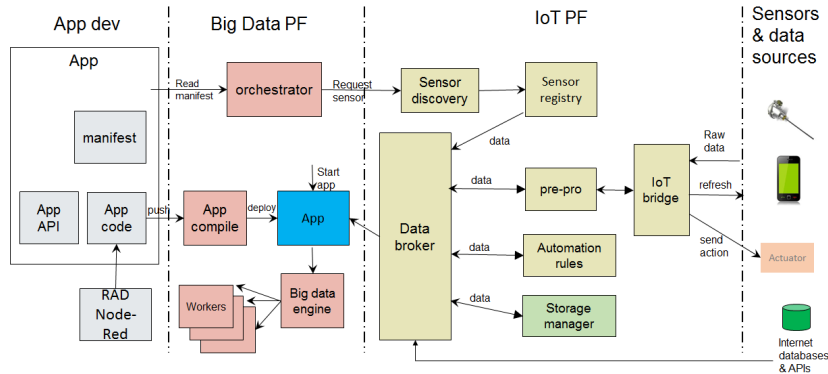 App dev
Big Data PF
IoT PF
Sensors
& data
sources
App
Read
manifest
orchestrator
Request
sensor
Sensor
discovery
Sensor
registry
manifest
data
Raw
data
Start
app
data
pre-pro
IoT
bridge
refresh
App
API
App
code
push
App
compile
deploy
App
Data
broker
data
Automation
rules
send
action
Actuator
RAD
Node-
Red
Workers
Big data
engine
data
Storage
manager
Internet
databases
& APIs